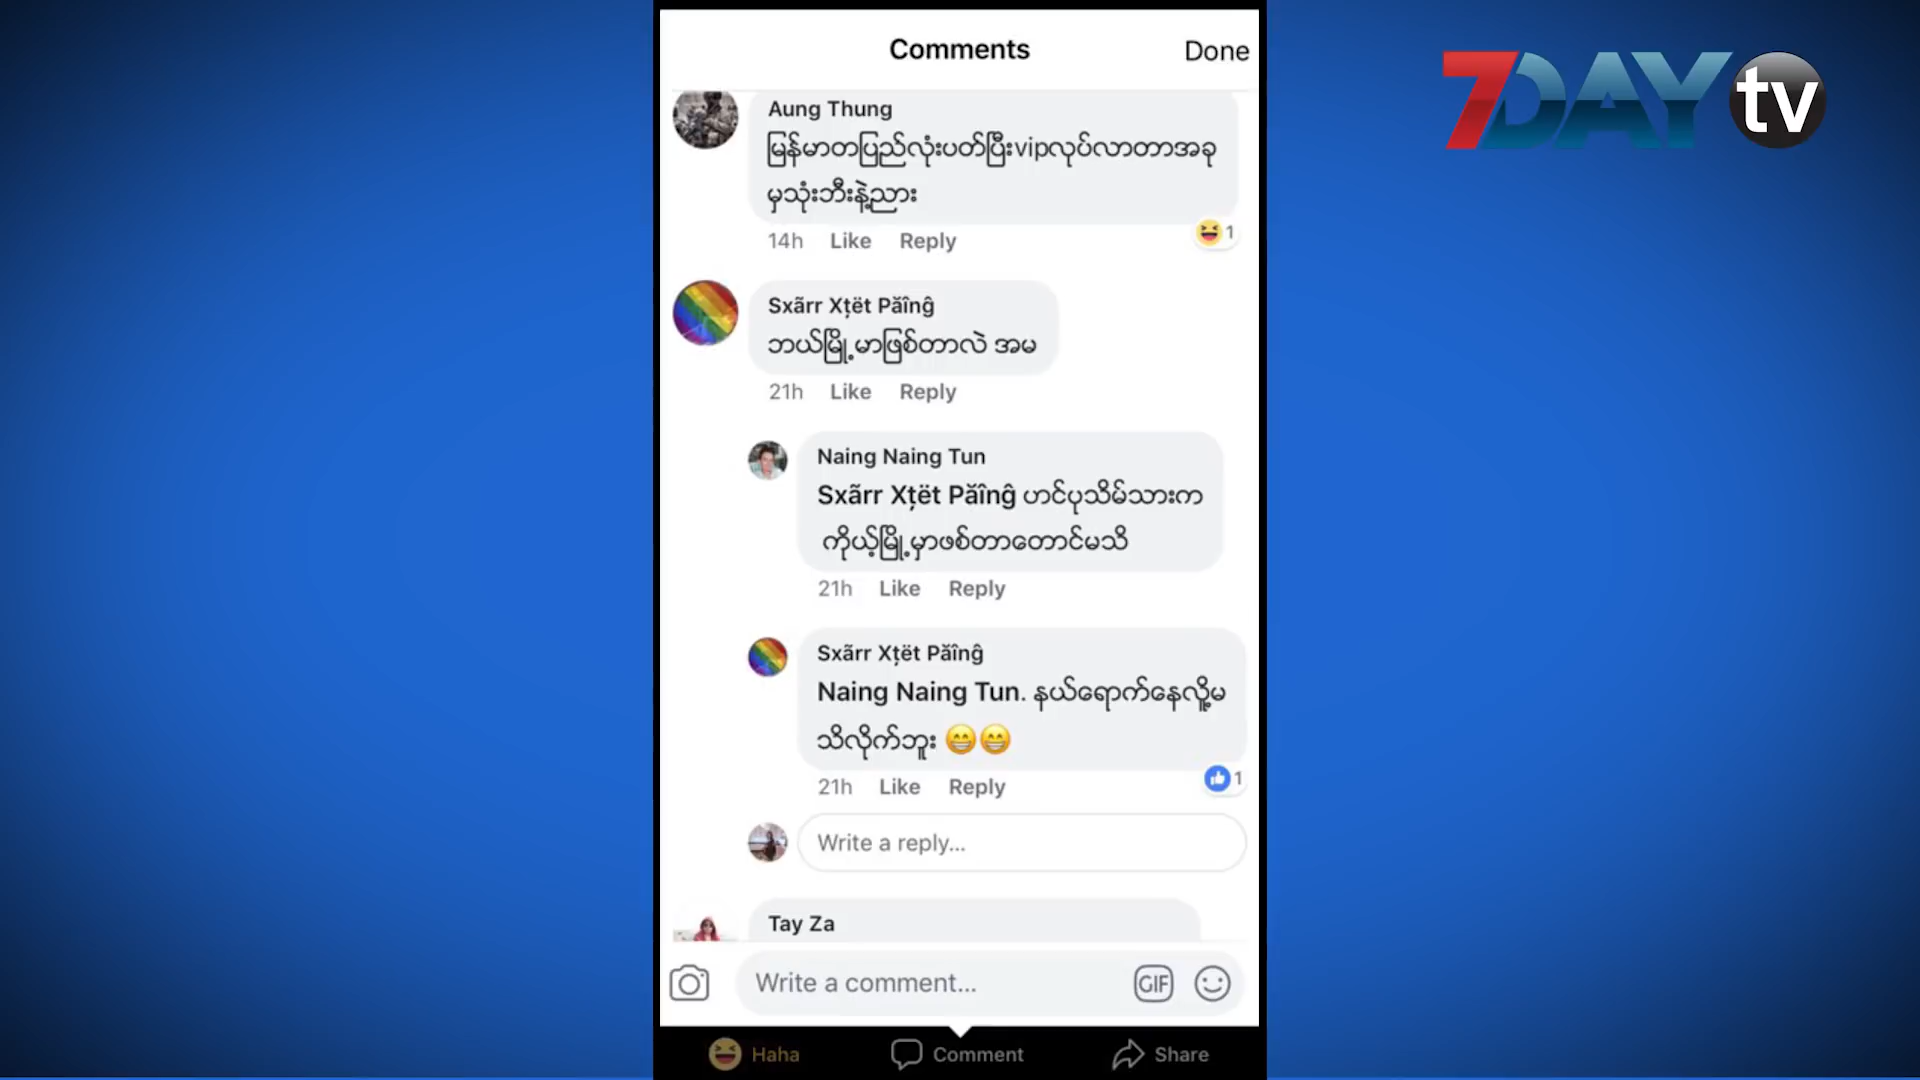 Comments
Done
7DAY tv
Aung Thung
မြန်မာတပြည်လုံးပတ်ပြီးvipလုပ်လာတာအခု
မှသုံးဘီးနဲ့ညား
14h Like Reply
1
Sxãrr Xțët Păînĝ
ဘယ်မြို့မာဖြစ်တာလဲ အမ
21h Like Reply
Naing Naing Tun
Sxãrr Xțët Păînĝ ဟင်ပုသိမ်သားက
ကိုယ့်မြို့မှာဖစ်တာတောင်မသိ
21h Like Reply
Sxãrr Xțët Păînĝ
Naing Naing Tun. နယ်ရောက်နေလို့မ
သိလိုက်ဘူး 😁😁
21h Like Reply
1
Write a reply...
Tay Za
Write a comment...
GIF
Haha Comment Share